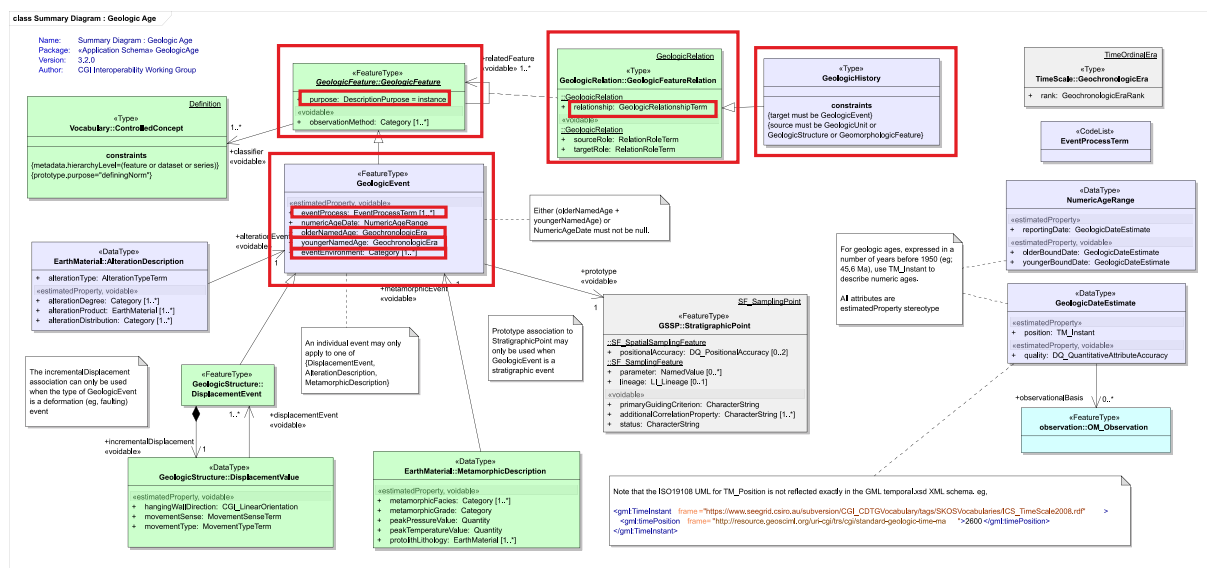 class Summary Diagram : Geologic Age
Name: Summary Diagram : Geologic Age
Package: «Application Schema» GeologicAge
Version: 3.2.0
Author: CGI Interoperability Working Group
«FeatureType»
GeologicFeature::GeologicFeature
+ purpose: DescriptionPurpose = instance
«voidable»
+ observationMethod: Category [1..*]
+relatedFeature
«voidable» 1..*
GeologicRelation
«Type»
GeologicRelation::GeologicFeatureRelation
::GeologicRelation
+ relationship: GeologicRelationshipTerm
«voidable»
::GeologicRelation
+ sourceRole: RelationRoleTerm
+ targetRole: RelationRoleTerm
«Type»
GeologicHistory
constraints
{target must be GeologicEvent}
{source must be GeologicUnit or
GeologicStructure or GeomorphologicFeature}
TimeOrdinalEra
«Type»
TimeScale::GeochronologicEra
+ rank: GeochronologicEraRank
«CodeList»
EventProcessTerm
Definition
«Type»
Vocabulary::ControlledConcept
constraints
{metadata.hierarchyLevel=(feature or dataset or series)}
{prototype.purpose="definingNorm"}
1..*
+classifier
«voidable»
«FeatureType»
GeologicEvent
«estimatedProperty, voidable»
+ eventProcess: EventProcessTerm [1..*]
+ numericAgeDate: NumericAgeRange
+ olderNamedAge: GeochronologicEra
+ youngerNamedAge: GeochronologicEra
+ eventEnvironment: Category [1..*]
Either (olderNamedAge +
youngerNamedAge) or
NumericAgeDate must not be null.
«DataType»
NumericAgeRange
«estimatedProperty»
+ reportingDate: GeologicDateEstimate
«estimatedProperty, voidable»
+ olderBoundDate: GeologicDateEstimate
+ youngerBoundDate: GeologicDateEstimate
+alterationEvent
«voidable»
1
«DataType»
EarthMaterial::AlterationDescription
+ alterationType: AlterationTypeTerm
«estimatedProperty, voidable»
+ alterationDegree: Category [1..*]
+ alterationProduct: EarthMaterial [1..*]
+ alterationDistribution: Category [1..*]
For geologic ages, expressed in a
number of years before 1950 (eg;
45.6 Ma), use TM_Instant to
describe numeric ages.
All attributes are
estimatedProperty stereotype
1
+metamorphicEvent
«voidable»
+prototype
«voidable»
1
SF_SamplingPoint
«FeatureType»
GSSP::StratigraphicPoint
::SF_SpatialSamplingFeature
+ positionalAccuracy: DQ_PositionalAccuracy [0..2]
::SF_SamplingFeature
+ parameter: NamedValue [0..*]
+ lineage: LI_Lineage [0..1]
«voidable»
+ primaryGuidingCriterion: CharacterString
+ additionalCorrelationProperty: CharacterString [1..*]
+ status: CharacterString
«DataType»
GeologicDateEstimate
«estimatedProperty»
+ position: TM_Instant
«estimatedProperty, voidable»
+ quality: DQ_QuantitativeAttributeAccuracy
Prototype association to
StratigraphicPoint may
only be used when
GeologicEvent is a
stratigraphic event
An individual event may only
apply to one of
{DisplacementEvent,
AlterationDescription,
MetamorphicDescription}
The incrementalDisplacement
association can only be used
when the type of GeologicEvent
is a deformation (eg, faulting)
event
«FeatureType»
GeologicStructure::
DisplacementEvent
1..*
+displacementEvent
«voidable»
+incrementalDisplacement
«voidable»
1
+observationalBasis
0..*
«FeatureType»
observation::OM_Observation
«DataType»
GeologicStructure::DisplacementValue
«estimatedProperty, voidable»
+ hangingWallDirection: CGI_LinearOrientation
+ movementSense: MovementSenseTerm
+ movementType: MovementTypeTerm
«DataType»
EarthMaterial::MetamorphicDescription
«estimatedProperty, voidable»
+ metamorphicFacies: Category [1..*]
+ metamorphicGrade: Category
+ peakPressureValue: Quantity
+ peakTemperatureValue: Quantity
+ protolithLithology: EarthMaterial [1..*]
Note that the ISO19108 UML for TM_Position is not reflected exactly in the GML temporal.xsd XML schema. eg,
<gml:TimeInstant frame="https://www.seegrid.csiro.au/subversion/CGI_CDTGVocabulary/tags/SKOSVocabularies/ICS_TimeScale2008.rdf" >
<gml:timePosition frame="http://resource.geosciml.org/uri-cgi/trs/cgi/standard-geologic-time-ma ">2600 </gml:timePosition>
</gml:TimeInstant>